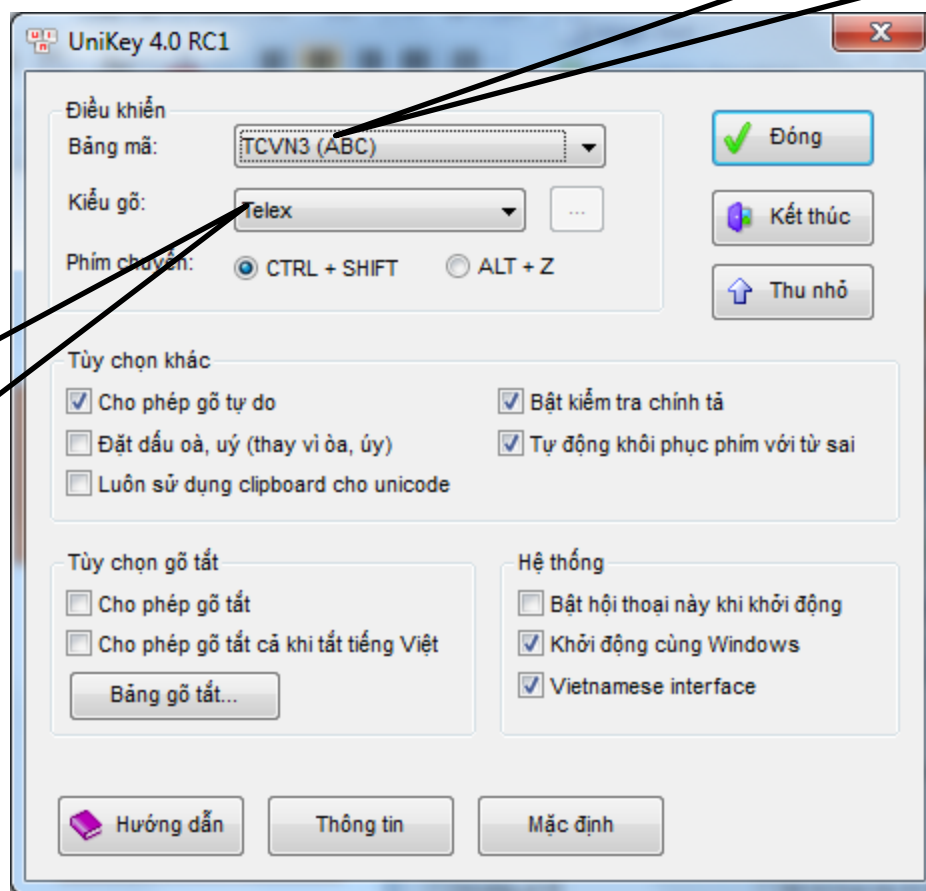 UniKey 4.0 RC1
Điều khiển
Bảng mã: TCVN3 (ABC)
Đóng
Kiểu gõ: Telex ...
Kết thúc
Phím chuyển: CTRL + SHIFT ALT + Z
Thu nhỏ
Tùy chọn khác
Cho phép gõ tự do
Bật kiểm tra chính tả
Đặt dấu oà, uý (thay vì òa, úy)
Tự động khôi phục phím với từ sai
Luôn sử dụng clipboard cho unicode
Tùy chọn gõ tắt
Cho phép gõ tắt
Cho phép gõ tắt cả khi tắt tiếng Việt
Bảng gõ tắt...
Hệ thống
Bật hội thoại này khi khởi động
Khởi động cùng Windows
Vietnamese interface
Hướng dẫn
Thông tin
Mặc định